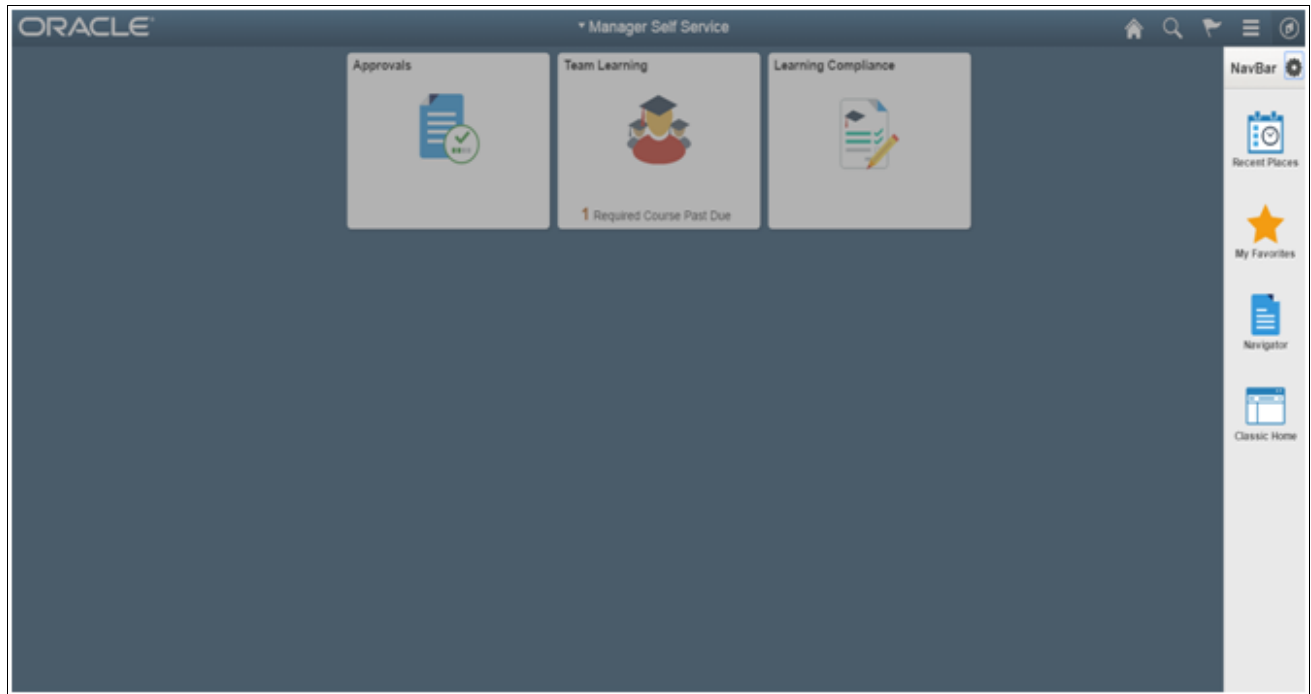 ORACLE
Manager Self Service
Approvals
Team Learning
Learning Compliance
1 Required Course Past Due
NavBar
Recent Places
My Favorites
Navigator
Classic Home